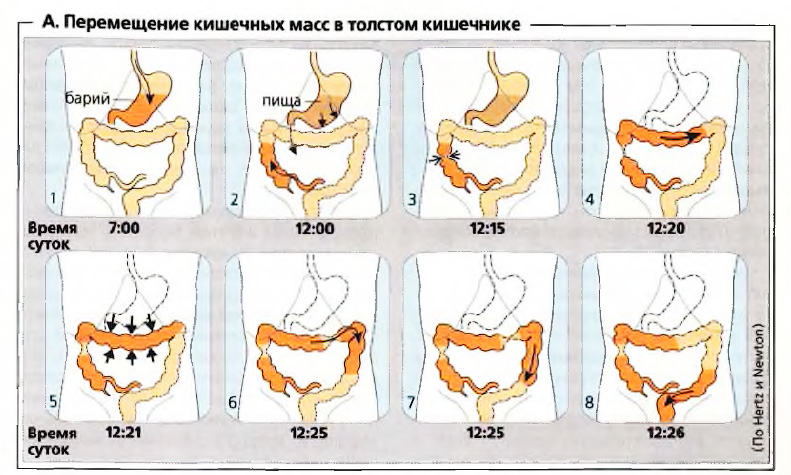 А. Перемещение кишечных масс в толстом кишечнике
барий
пища
1
2
3
4
Время суток
7:00
12:00
12:15
12:20
5
6
7
8
Время суток
12:21
12:25
12:25
12:26
(По Hertz и Newton)